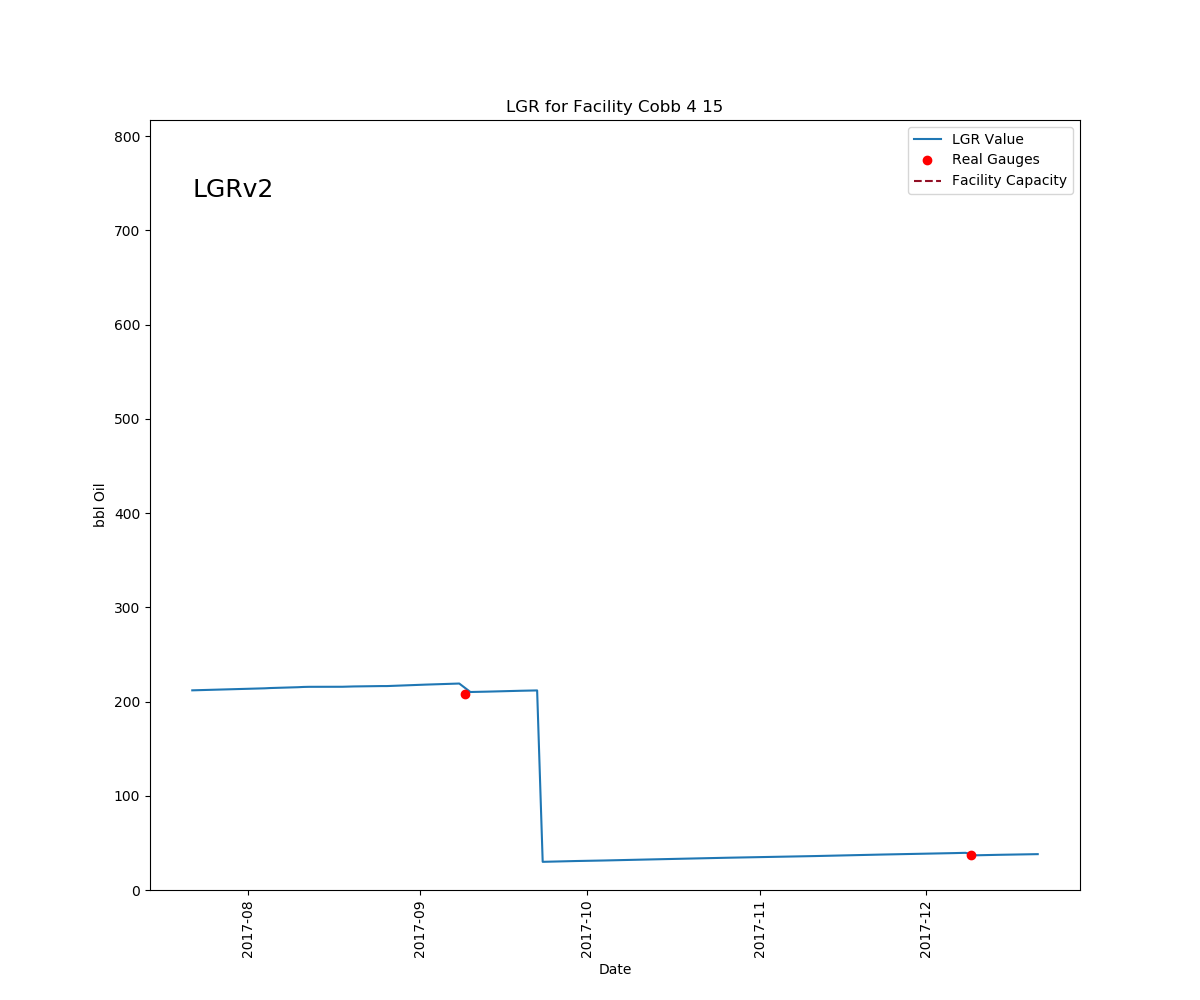 LGR for Facility Cobb 4 15
LGRv2
LGR Value
Real Gauges
Facility Capacity
800
700
600
500
400
300
200
100
0
bbl Oil
2017-08
2017-09
2017-10
2017-11
2017-12
Date